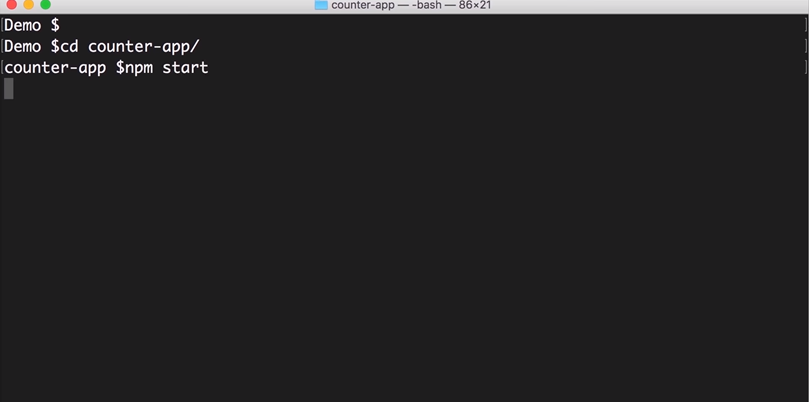 counter-app — -bash — 86×21
Demo $
Demo $cd counter-app/
counter-app $npm start